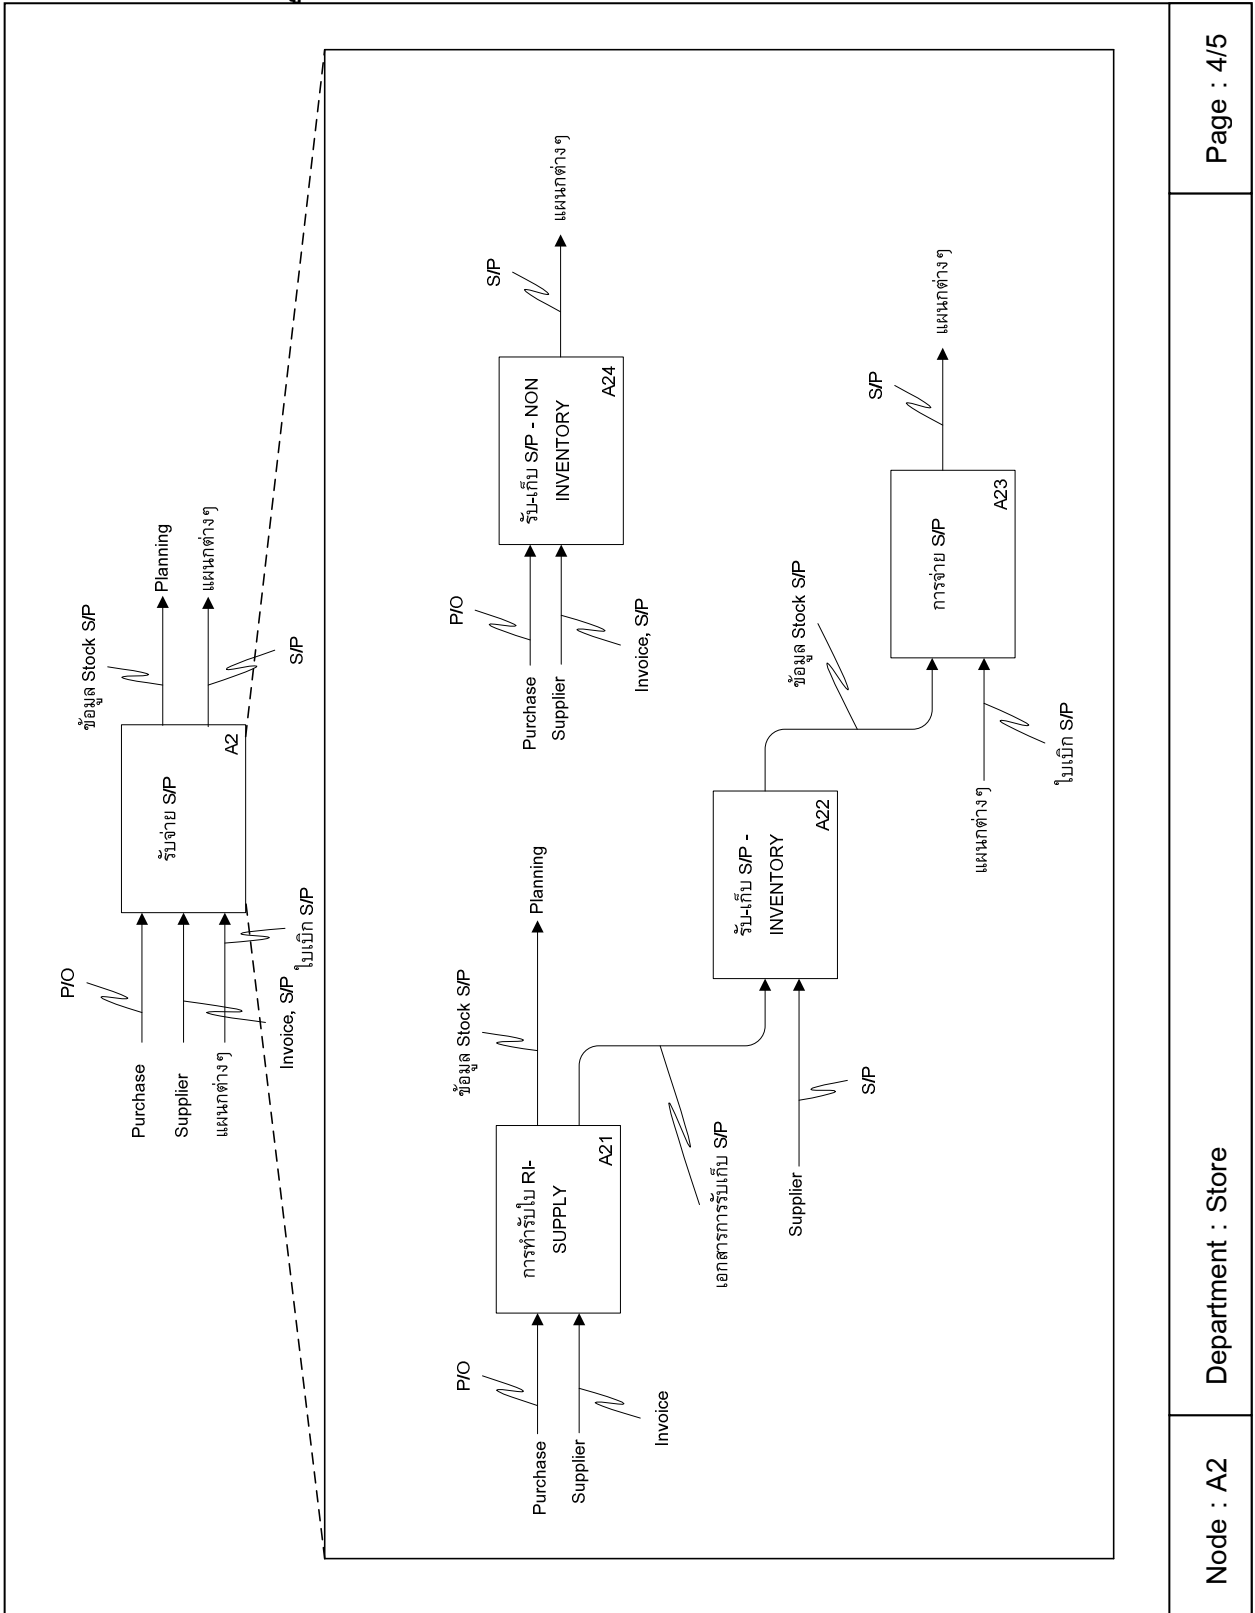 P/O
Purchase
Supplier
แผนกต่างๆ
Invoice, S/P
ใบเบิก S/P
รับจ่าย S/P
A2
ข้อมูล Stock S/P
Planning
แผนกต่างๆ
S/P
P/O
Purchase
Supplier
Invoice
การทำรับใบ RI-
SUPPLY
A21
ข้อมูล Stock S/P
Planning
เอกสารการรับเก็บ S/P
Supplier
S/P
รับ-เก็บ S/P -
INVENTORY
A22
ข้อมูล Stock S/P
แผนกต่างๆ
ใบเบิก S/P
การจ่าย S/P
A23
S/P
แผนกต่างๆ
P/O
Purchase
Supplier
Invoice, S/P
รับ-เก็บ S/P - NON
INVENTORY
A24
S/P
แผนกต่างๆ
Node : A2
Department : Store
Page : 4/5